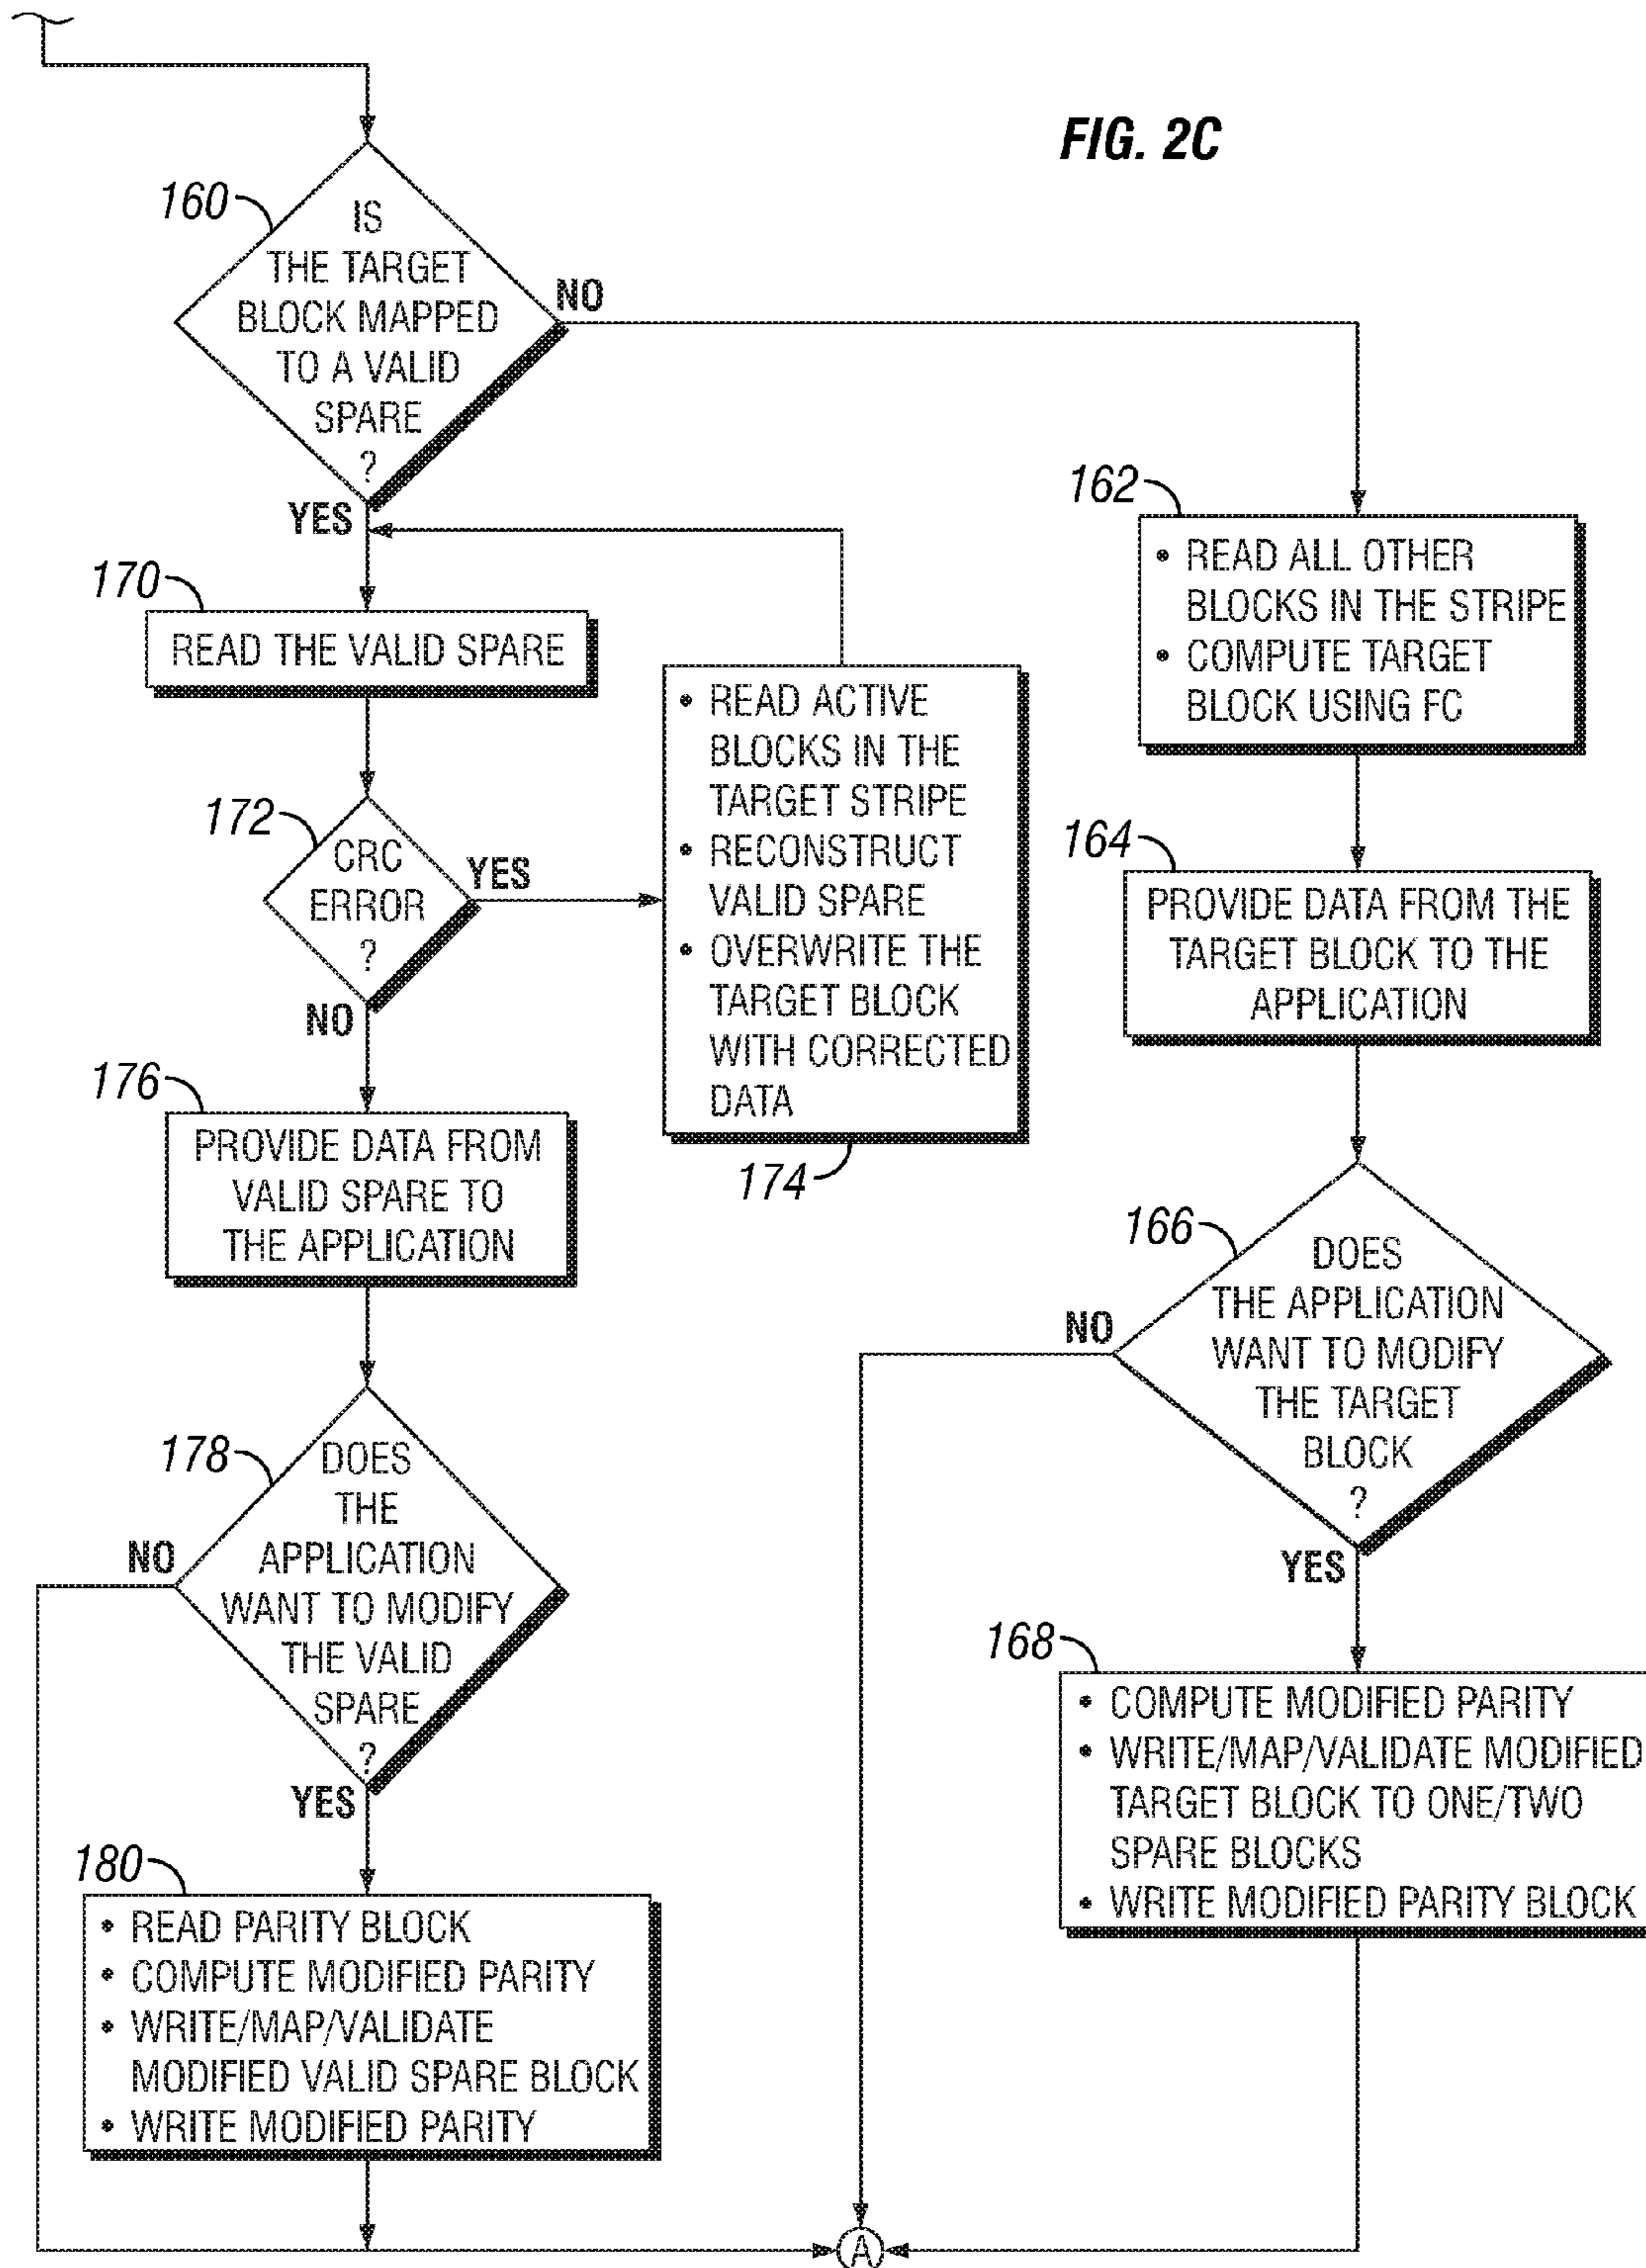 FIG. 2C
160
IS
THE TARGET
BLOCK MAPPED
TO A VALID
SPARE
?
NO
YES
170
READ THE VALID SPARE
172
CRC
ERROR
?
YES
NO
• READ ACTIVE
BLOCKS IN THE
TARGET STRIPE
• RECONSTRUCT
VALID SPARE
• OVERWRITE THE
TARGET BLOCK
WITH CORRECTED
DATA
174
176
PROVIDE DATA FROM
VALID SPARE TO
THE APPLICATION
178
DOES
THE
APPLICATION
WANT TO MODIFY
THE VALID
SPARE
?
NO
YES
180
• READ PARITY BLOCK
• COMPUTE MODIFIED PARITY
• WRITE/MAP/VALIDATE
MODIFIED VALID SPARE BLOCK
• WRITE MODIFIED PARITY
162
• READ ALL OTHER
BLOCKS IN THE STRIPE
• COMPUTE TARGET
BLOCK USING FC
164
PROVIDE DATA FROM THE
TARGET BLOCK TO THE
APPLICATION
166
DOES
THE APPLICATION
WANT TO MODIFY
THE TARGET
BLOCK
?
NO
YES
168
• COMPUTE MODIFIED PARITY
• WRITE/MAP/VALIDATE MODIFIED
TARGET BLOCK TO ONE/TWO
SPARE BLOCKS
• WRITE MODIFIED PARITY BLOCK
A